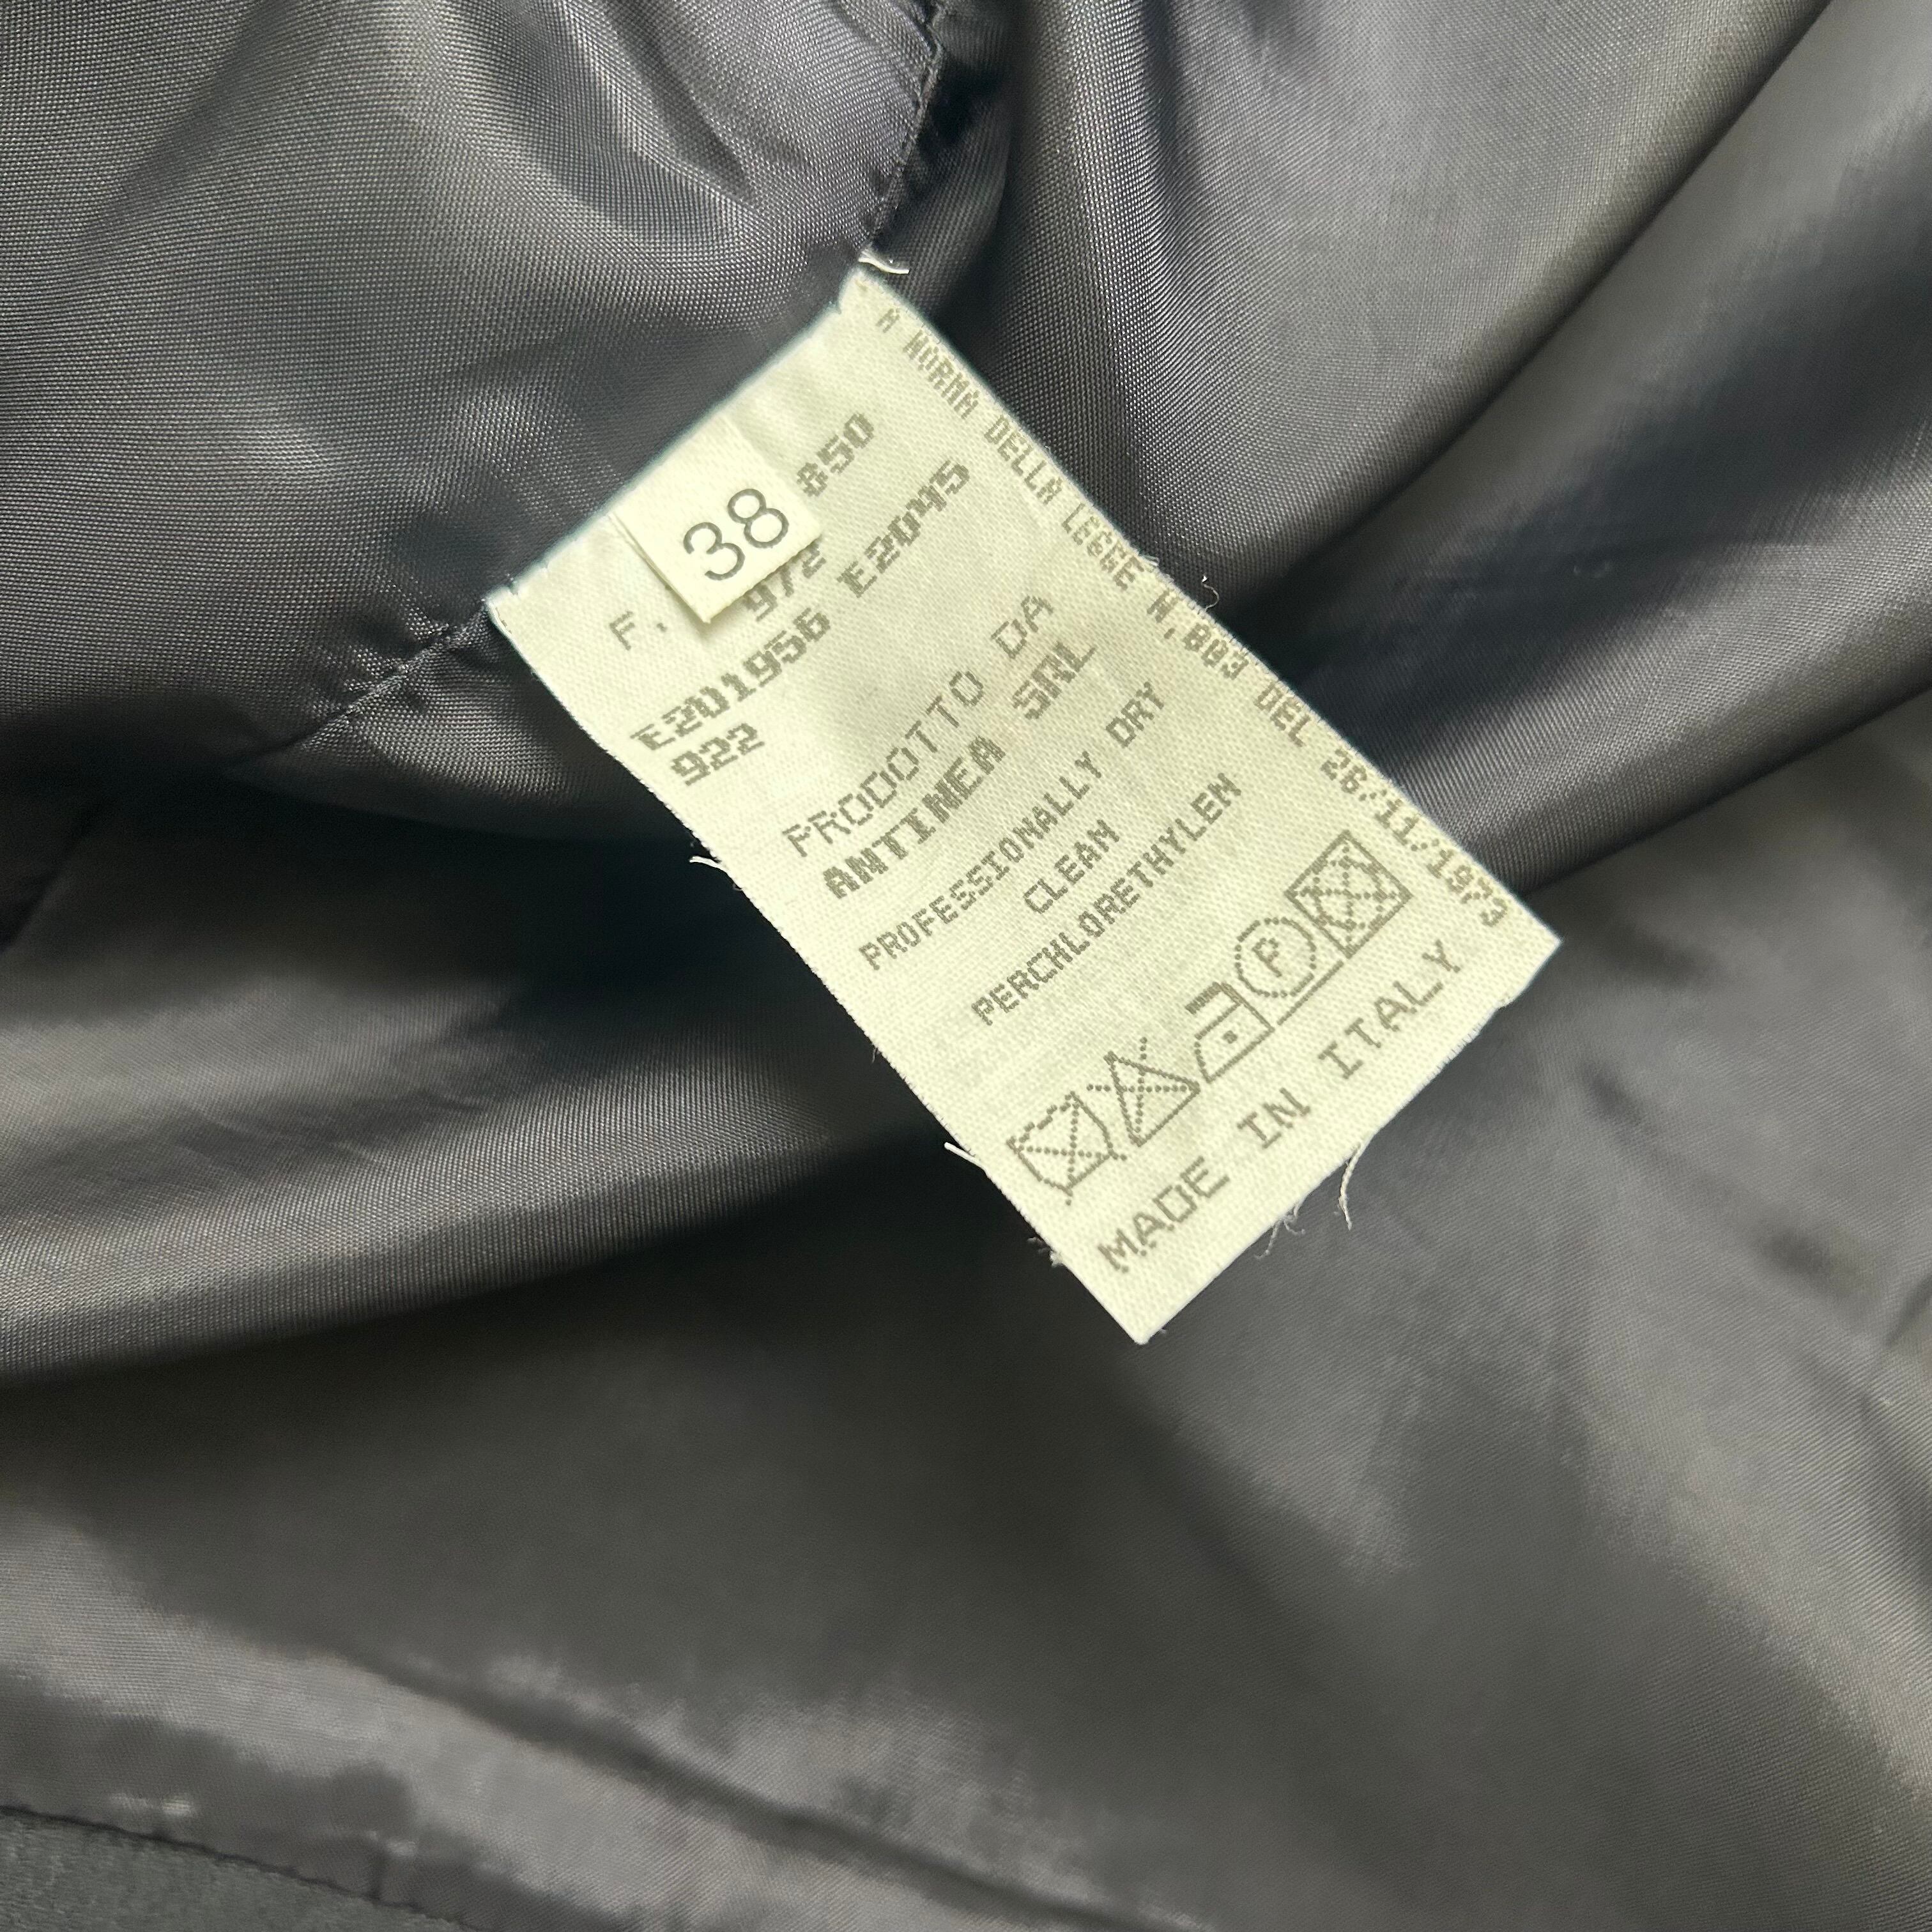 38
850
F. 972
E201956 E2045
922
PRODOTTO DA
ANTINEA SRL
PROFESSIONALLY DRY
CLEAN
PERCHLORETHYLEN
P
MADE IN ITALY
A NORMA DELLA LEGGE N.883 DEL 26/11/1973